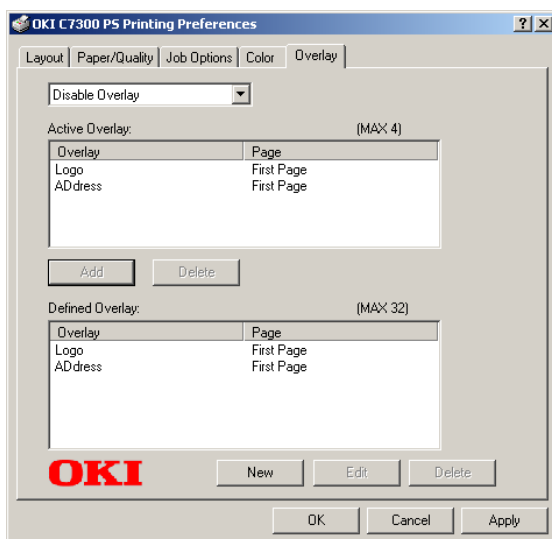 OKI C7300 PS Printing Preferences ? X
Layout Paper/Quality Job Options Color Overlay
Disable Overlay
Active Overlay: (MAX 4)
Overlay Page
Logo First Page
ADdress First Page
Add Delete
Defined Overlay: (MAX 32)
Overlay Page
Logo First Page
ADdress First Page
OKI New Edit Delete
OK Cancel Apply